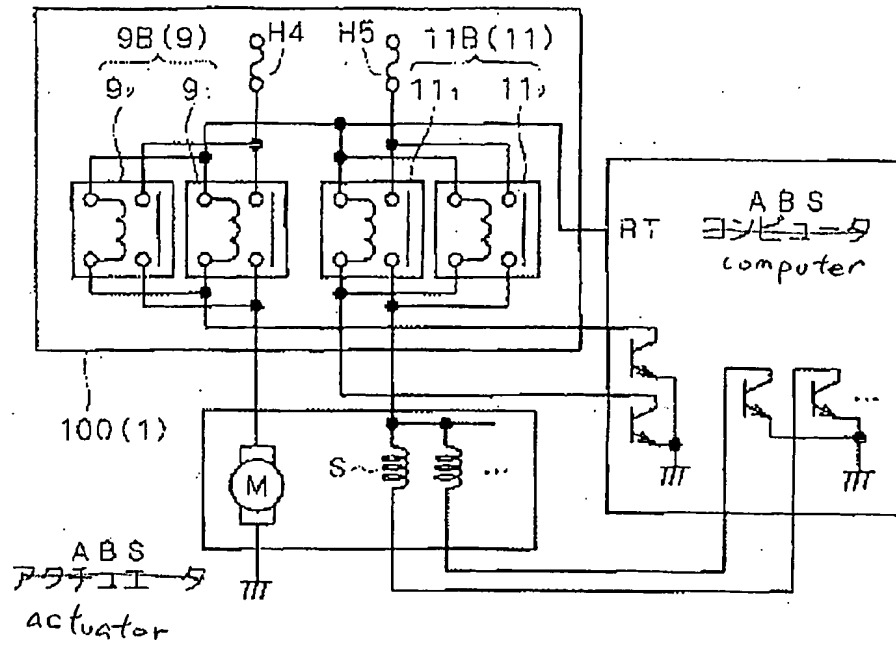 9B(9) H4 H5 11B(11)
9₂ 9₁ 11₁ 11₂
RT
ABS
コンピュータ
computer
100(1)
S
...
...
M
ABS
アクチュエータ
actuator